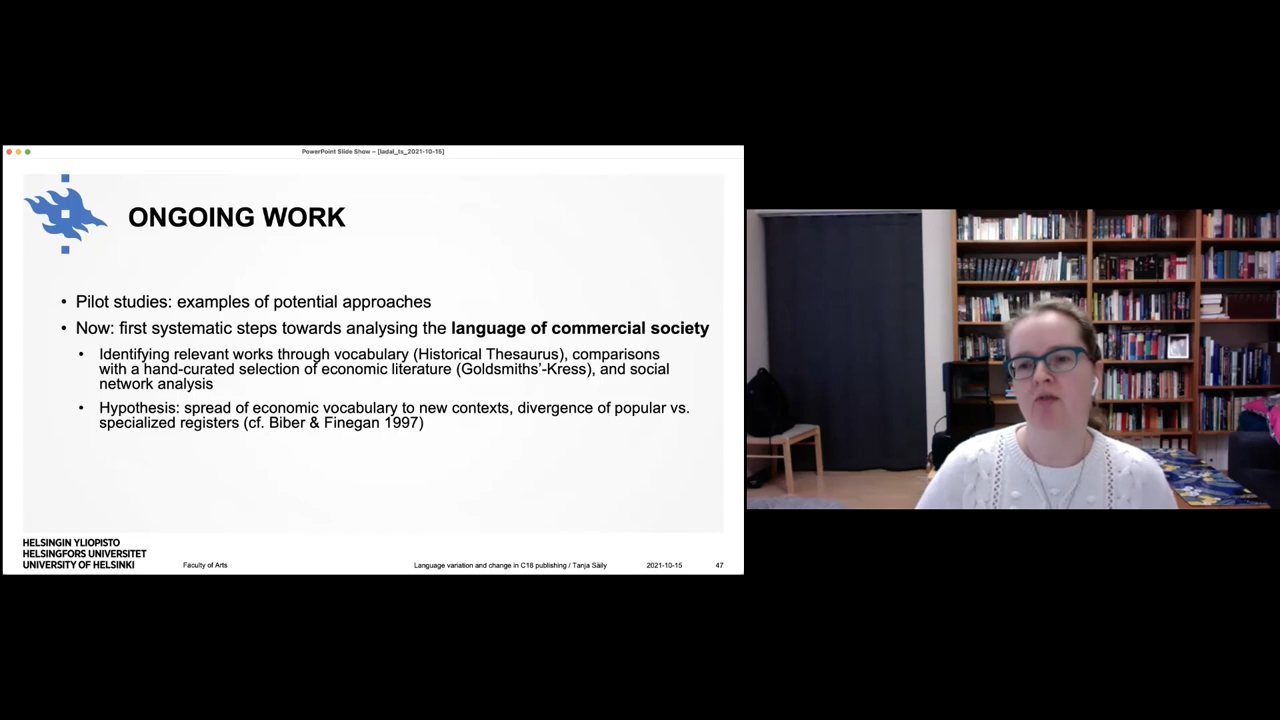 PowerPoint Slide Show – [ladal_ts_2021-10-15]
ONGOING WORK
• Pilot studies: examples of potential approaches
• Now: first systematic steps towards analysing the language of commercial society
• Identifying relevant works through vocabulary (Historical Thesaurus), comparisons
with a hand-curated selection of economic literature (Goldsmiths'-Kress), and social
network analysis
• Hypothesis: spread of economic vocabulary to new contexts, divergence of popular vs.
specialized registers (cf. Biber & Finegan 1997)
HELSINGIN YLIOPISTO
HELSINGFORS UNIVERSITET
UNIVERSITY OF HELSINKI
Faculty of Arts
Language variation and change in C18 publishing / Tanja Säily
2021-10-15
47